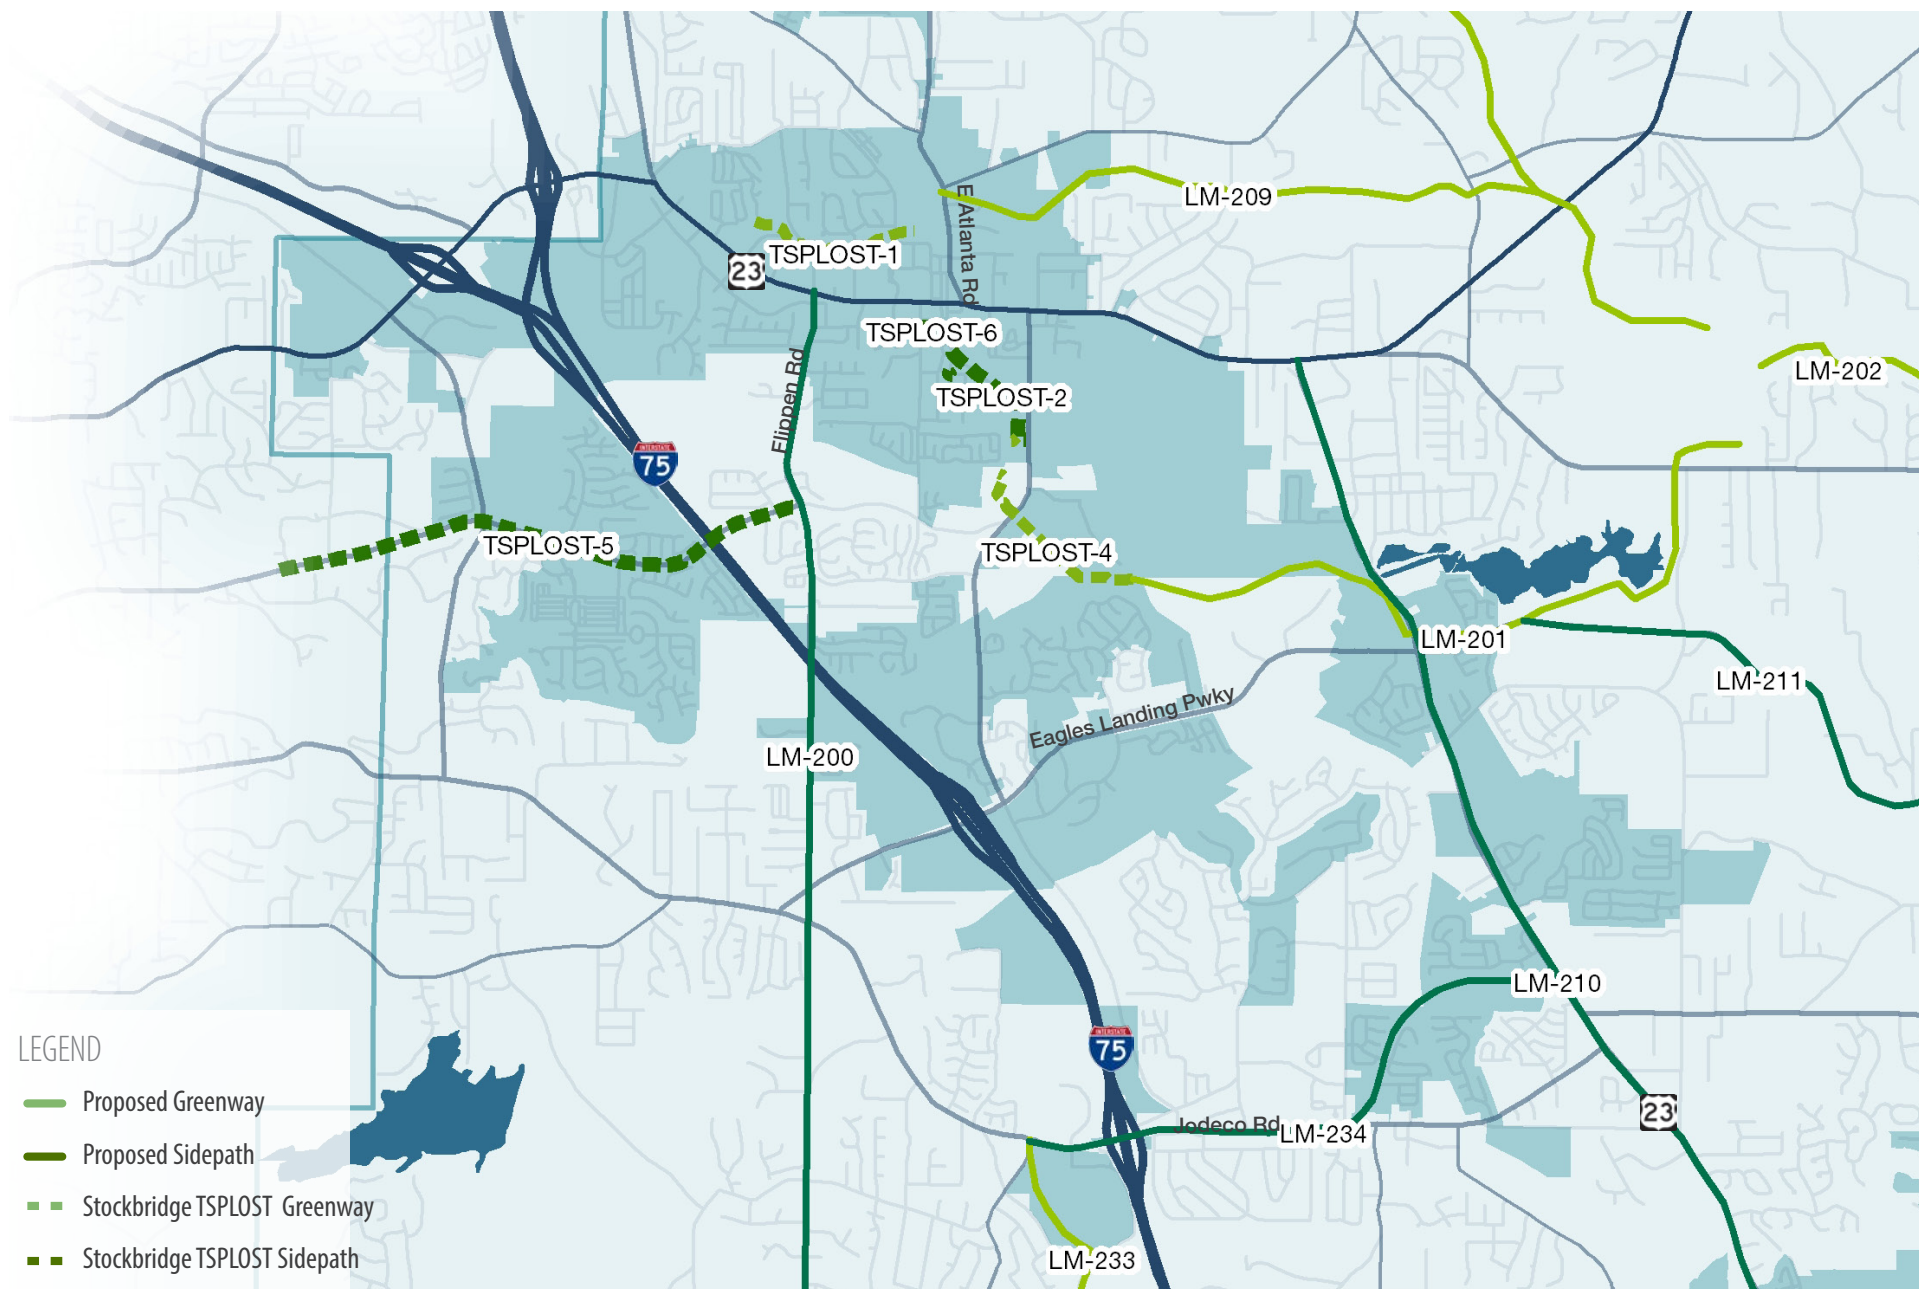 LM-209
E Atlanta Rd
TSPLOST-1
23
TSPLOST-6
LM-202
Flippen Rd
TSPLOST-2
INTERSTATE
75
TSPLOST-5
TSPLOST-4
LM-201
LM-211
Eagles Landing Pwky
LM-200
LM-210
INTERSTATE
75
23
Jodeco Rd
LM-234
LM-233
LEGEND
Proposed Greenway
Proposed Sidepath
Stockbridge TSPLOST Greenway
Stockbridge TSPLOST Sidepath